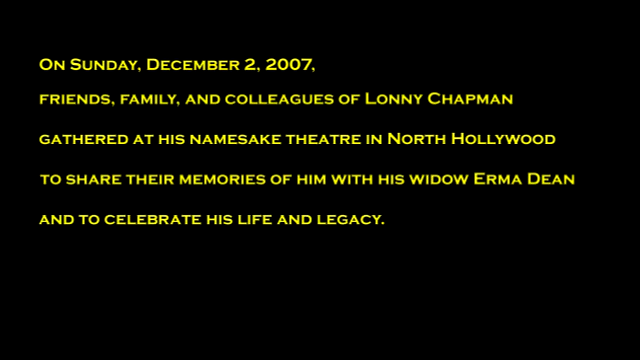 On Sunday, December 2, 2007,
friends, family, and colleagues of Lonny Chapman
gathered at his namesake theatre in North Hollywood
to share their memories of him with his widow Erma Dean
and to celebrate his life and legacy.